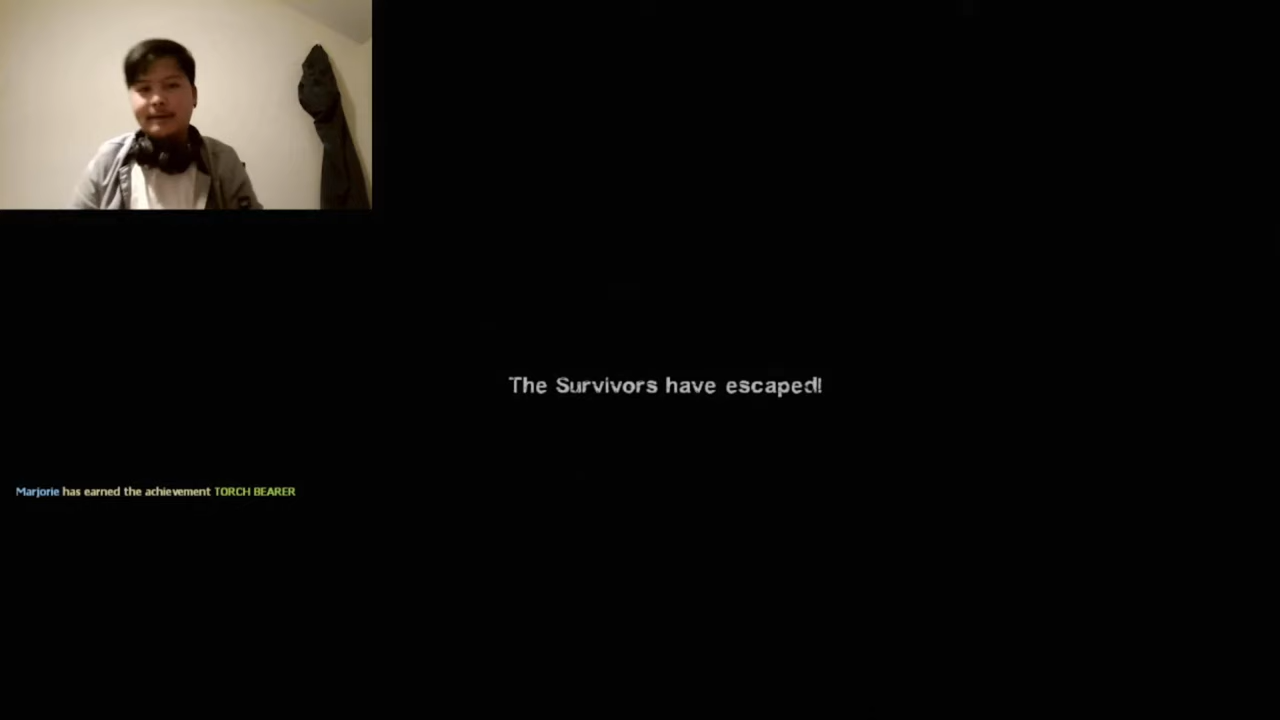 The Survivors have escaped!
Marjorie has earned the achievement TORCH BEARER